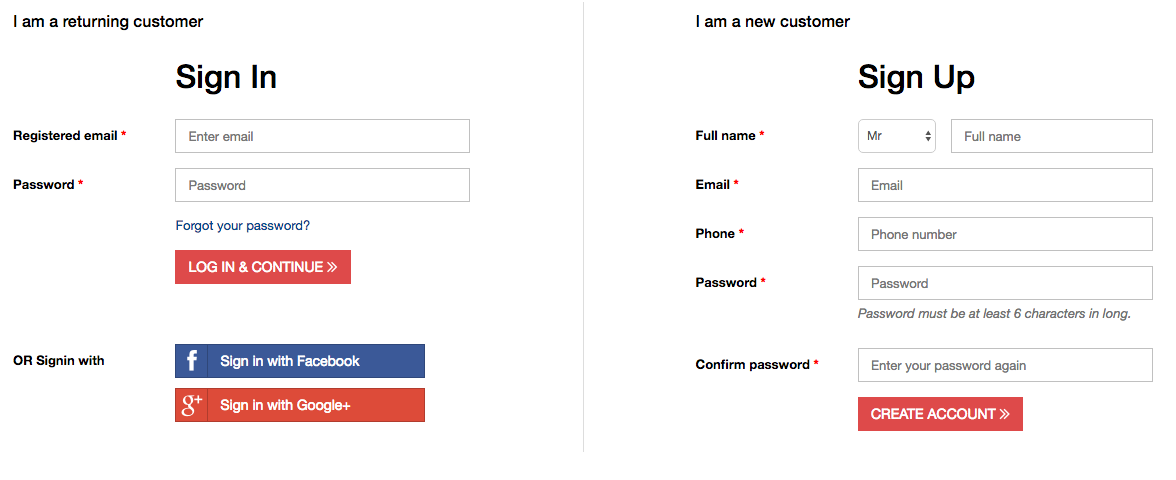 I am a returning customer
Sign In
Registered email *
Enter email
Password *
Password
Forgot your password?
LOG IN & CONTINUE »
OR Signin with
f Sign in with Facebook
g+ Sign in with Google+
I am a new customer
Sign Up
Full name *
Mr
Full name
Email *
Email
Phone *
Phone number
Password *
Password
Password must be at least 6 characters in long.
Confirm password *
Enter your password again
CREATE ACCOUNT »